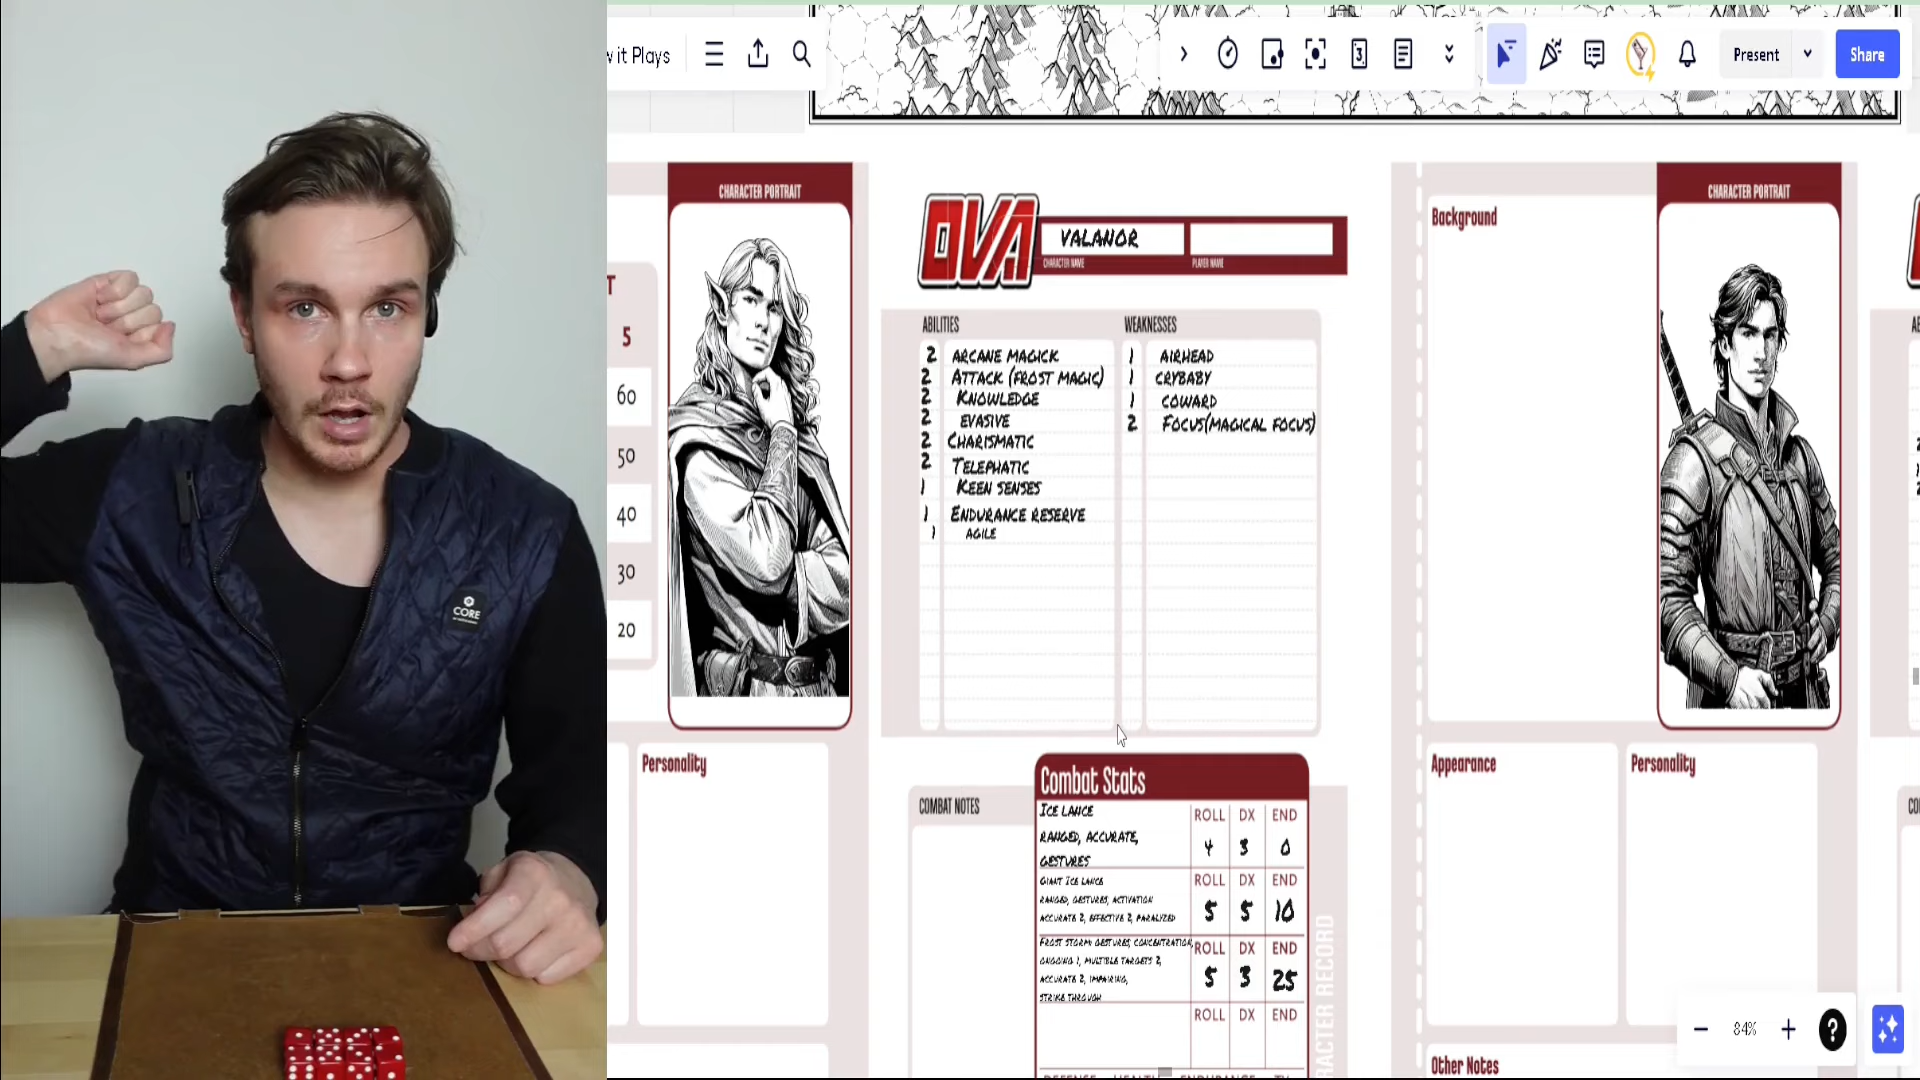 v it Plays
3
Present
Share
CHARACTER PORTRAIT
T
5
60
50
40
30
20
Personality
OVA
VALANOR
CHARACTER NAME
PLAYER NAME
ABILITIES
2 ARCANE MAGICK
2 ATTACK (FROST MAGIC)
2 KNOWLEDGE
2 EVASIVE
2 CHARISMATIC
2 TELEPHATIC
1 KEEN SENSES
1 ENDURANCE RESERVE
1 AGILE
WEAKNESSES
1 AIRHEAD
1 CRYBABY
1 COWARD
2 FOCUS(MAGICAL FOCUS)
COMBAT NOTES
Combat Stats
ICE LANCE
RANGED, ACCURATE,
GESTURES
ROLL DX END
4 3 0
GIANT ICE LANCE
RANGED, GESTURES, ACTIVATION
ACCURATE 2, EFFECTIVE 2, PARALYZED
ROLL DX END
5 5 10
FROST STORM: GESTURES, CONCENTRATION,
ONGOING 1, MULTIPLE TARGETS 2,
ACCURATE 2, IMPAIRING,
STRIKE THROUGH
ROLL DX END
5 3 25
ROLL DX END
RACTER RECORD
Background
CHARACTER PORTRAIT
Appearance
Personality
Other Notes
84%
?
CORE